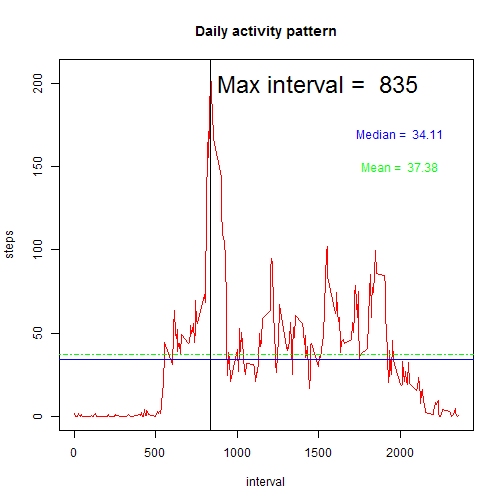 Daily activity pattern
Max interval =  835
Median =  34.11
Mean =  37.38
steps
200
150
100
50
0
0 500 1000 1500 2000
interval